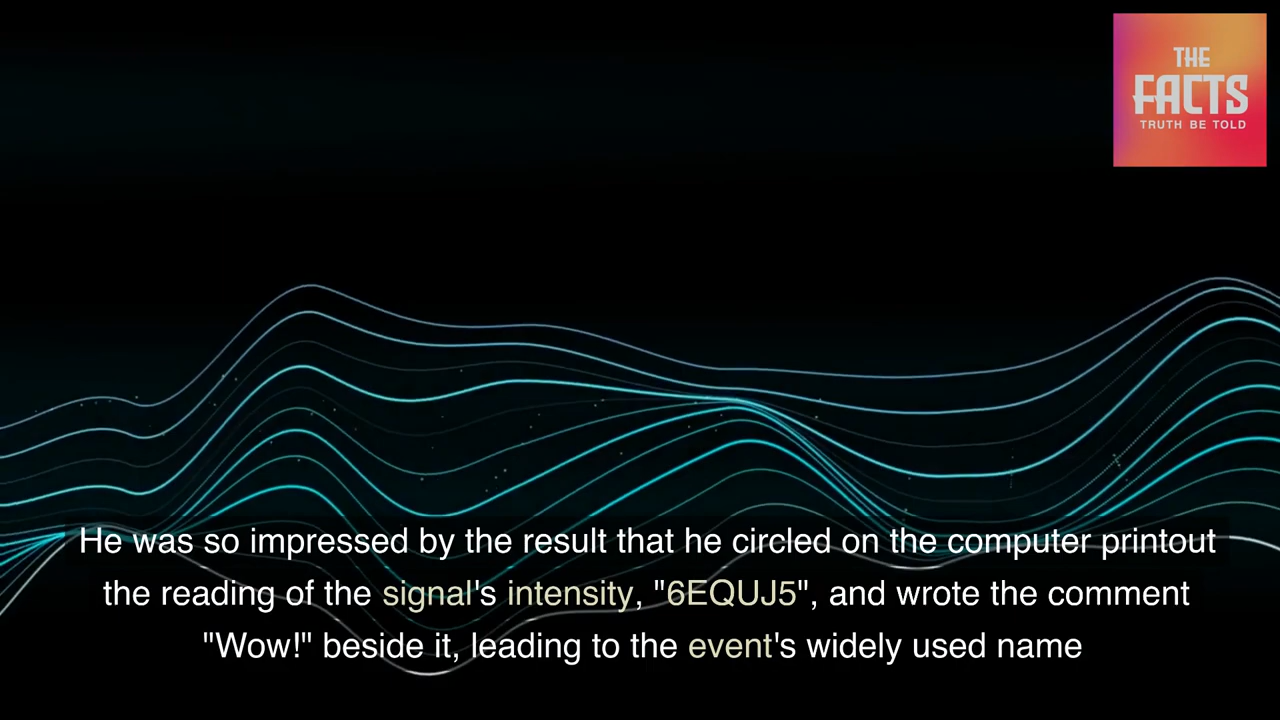 THE
FACTS
TRUTH BE TOLD
He was so impressed by the result that he circled on the computer printout
the reading of the signal's intensity, "6EQUJ5", and wrote the comment
"Wow!" beside it, leading to the event's widely used name